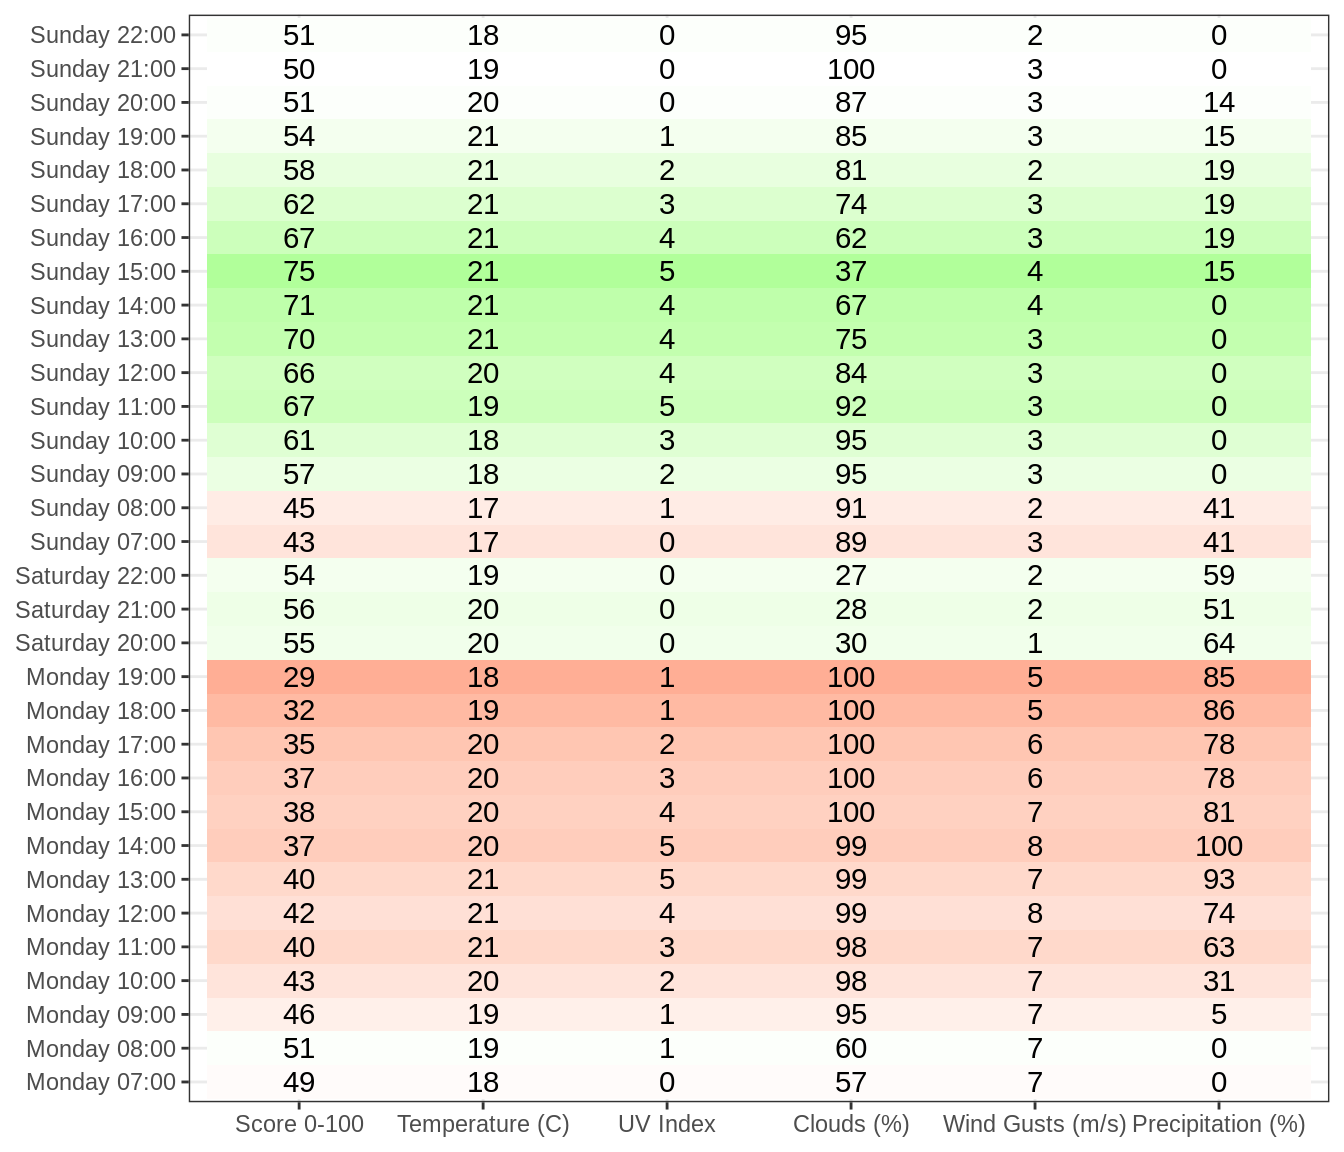 Sunday 22:00 51 18 0 95 2 0
Sunday 21:00 50 19 0 100 3 0
Sunday 20:00 51 20 0 87 3 14
Sunday 19:00 54 21 1 85 3 15
Sunday 18:00 58 21 2 81 2 19
Sunday 17:00 62 21 3 74 3 19
Sunday 16:00 67 21 4 62 3 19
Sunday 15:00 75 21 5 37 4 15
Sunday 14:00 71 21 4 67 4 0
Sunday 13:00 70 21 4 75 3 0
Sunday 12:00 66 20 4 84 3 0
Sunday 11:00 67 19 5 92 3 0
Sunday 10:00 61 18 3 95 3 0
Sunday 09:00 57 18 2 95 3 0
Sunday 08:00 45 17 1 91 2 41
Sunday 07:00 43 17 0 89 3 41
Saturday 22:00 54 19 0 27 2 59
Saturday 21:00 56 20 0 28 2 51
Saturday 20:00 55 20 0 30 1 64
Monday 19:00 29 18 1 100 5 85
Monday 18:00 32 19 1 100 5 86
Monday 17:00 35 20 2 100 6 78
Monday 16:00 37 20 3 100 6 78
Monday 15:00 38 20 4 100 7 81
Monday 14:00 37 20 5 99 8 100
Monday 13:00 40 21 5 99 7 93
Monday 12:00 42 21 4 99 8 74
Monday 11:00 40 21 3 98 7 63
Monday 10:00 43 20 2 98 7 31
Monday 09:00 46 19 1 95 7 5
Monday 08:00 51 19 1 60 7 0
Monday 07:00 49 18 0 57 7 0
Score 0-100 Temperature (C) UV Index Clouds (%) Wind Gusts (m/s) Precipitation (%)